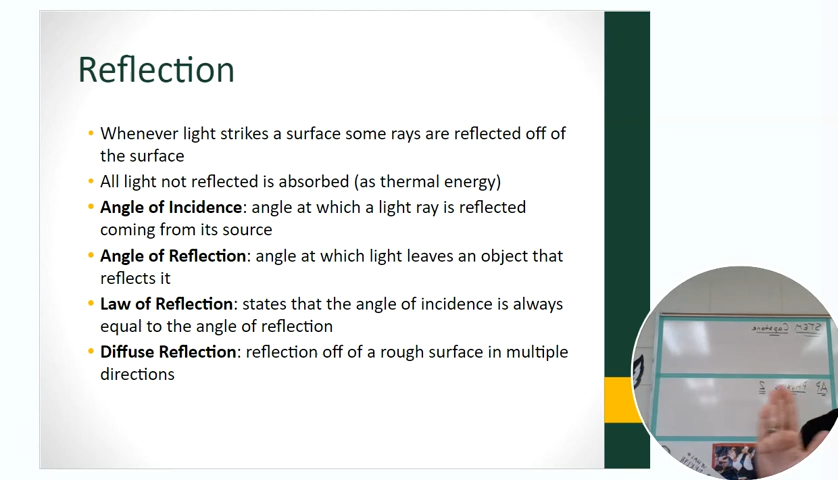 Reflection
• Whenever light strikes a surface some rays are reflected off of
the surface
• All light not reflected is absorbed (as thermal energy)
• Angle of Incidence: angle at which a light ray is reflected
coming from its source
• Angle of Reflection: angle at which light leaves an object that
reflects it
• Law of Reflection: states that the angle of incidence is always
equal to the angle of reflection
• Diffuse Reflection: reflection off of a rough surface in multiple
directions
STEM Capstone
AP 2